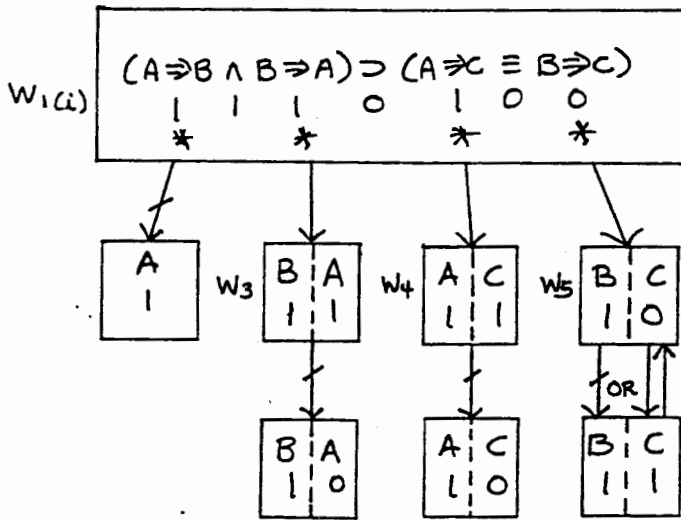 (A ⇛ B ∧ B ⇛ A) ⊃ (A ⇛ C ≡ B ⇛ C)
W1(i)
1 1 1 0 1 0 0
* * * *
A
1
W3
B A
1 1
W4
A C
1 1
W5
B C
1 0
OR
B A
1 0
A C
1 0
B C
1 1